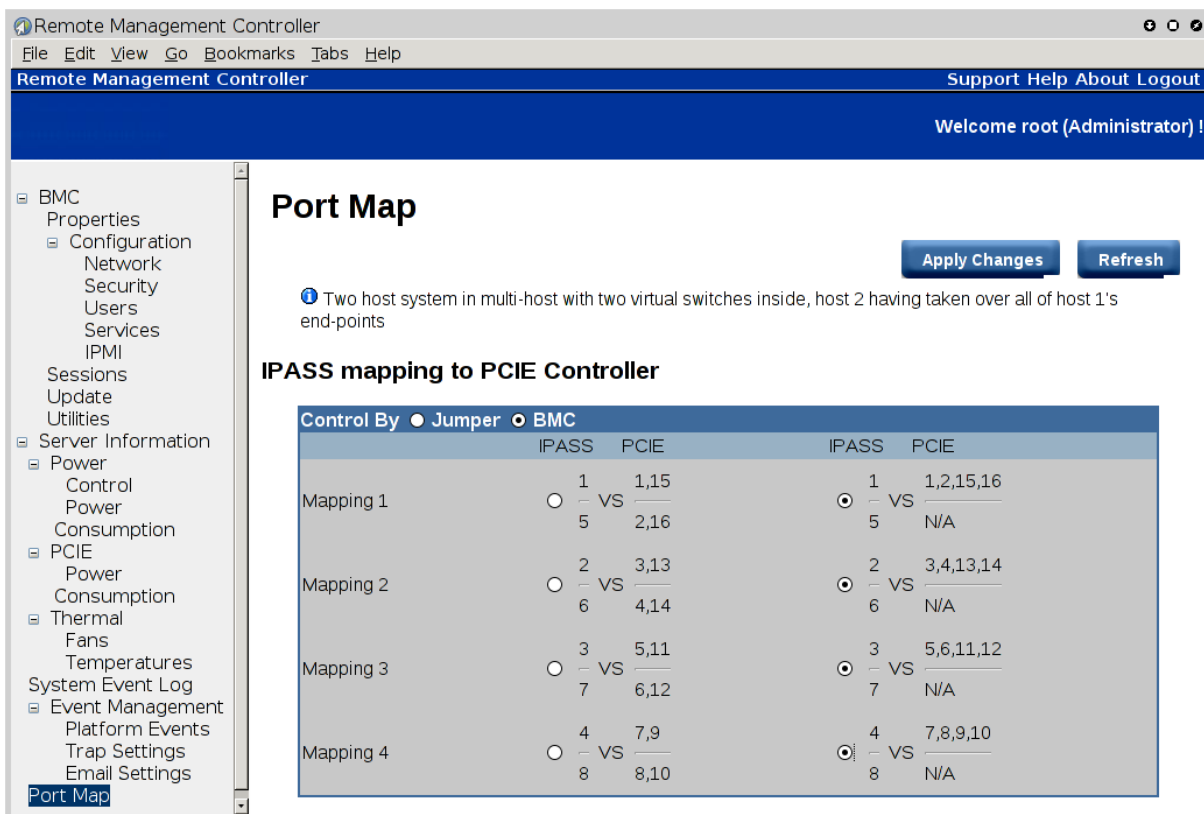 Remote Management Controller
File Edit View Go Bookmarks Tabs Help
Remote Management Controller Support Help About Logout
Welcome root (Administrator) !
BMC
Properties
Configuration
Network
Security
Users
Services
IPMI
Sessions
Update
Utilities
Server Information
Power
Control
Power
Consumption
PCIE
Power
Consumption
Thermal
Fans
Temperatures
System Event Log
Event Management
Platform Events
Trap Settings
Email Settings
Port Map
Port Map
Apply Changes Refresh
Two host system in multi-host with two virtual switches inside, host 2 having taken over all of host 1's
end-points
IPASS mapping to PCIE Controller
Control By Jumper BMC
IPASS PCIE IPASS PCIE
1 1,15 1 1,2,15,16
Mapping 1 VS VS
5 2,16 5 N/A
2 3,13 2 3,4,13,14
Mapping 2 VS VS
6 4,14 6 N/A
3 5,11 3 5,6,11,12
Mapping 3 VS VS
7 6,12 7 N/A
4 7,9 4 7,8,9,10
Mapping 4 VS VS
8 8,10 8 N/A